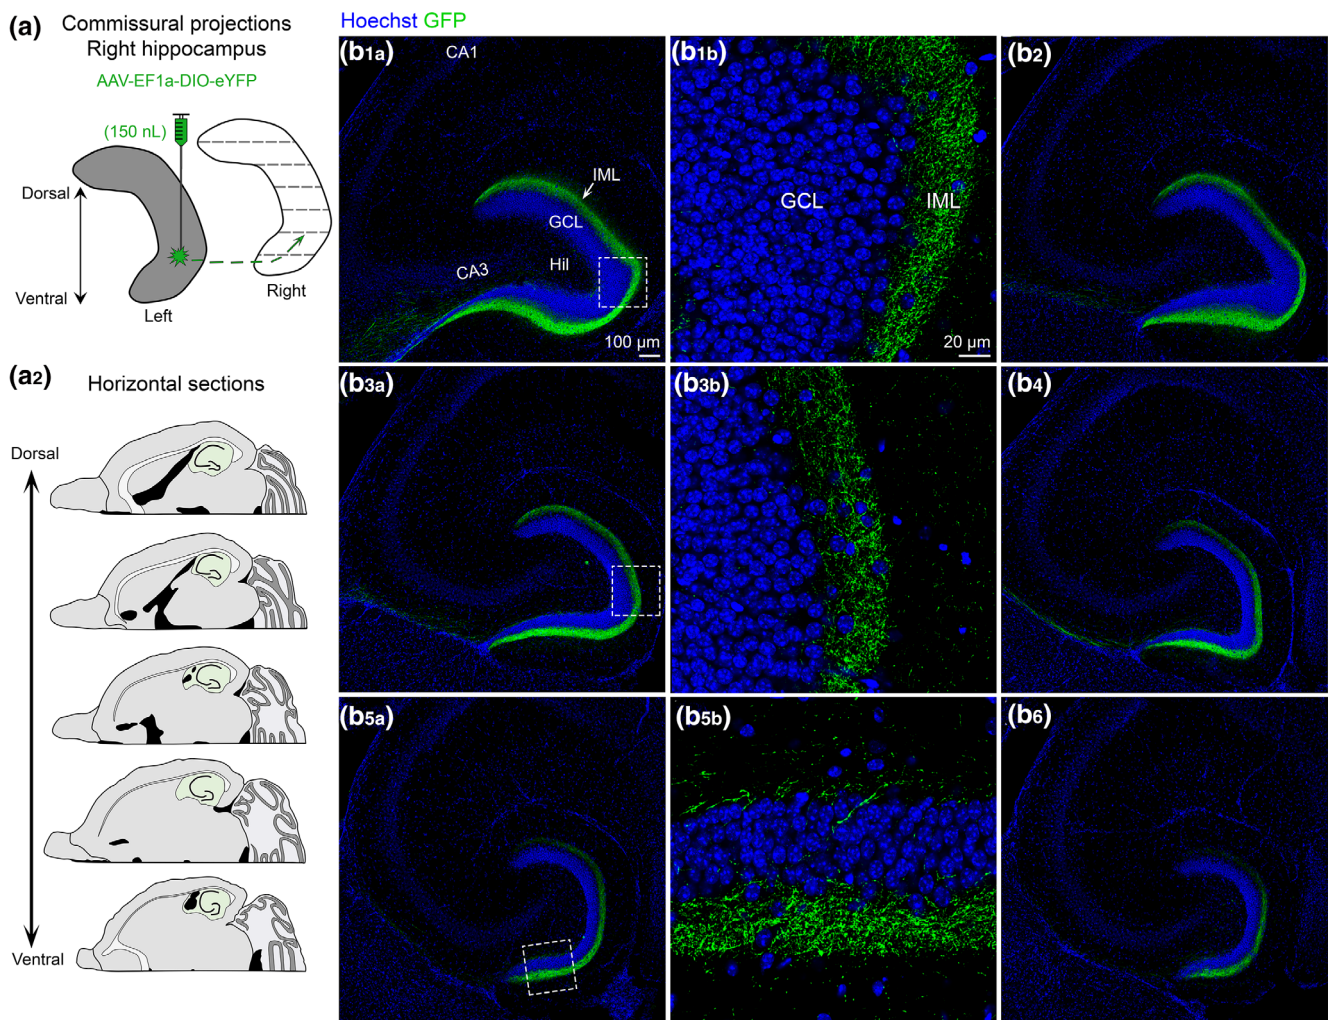 (a)
Commissural projections
Right hippocampus
AAV-EF1a-DIO-eYFP
(150 nL)
Dorsal
Ventral
Left
Right
(a2)
Horizontal sections
Dorsal
Ventral
Hoechst GFP
(b1a)
CA1
IML
GCL
Hil
CA3
100 µm
(b1b)
GCL
IML
20 µm
(b2)
(b3a)
(b3b)
(b4)
(b5a)
(b5b)
(b6)